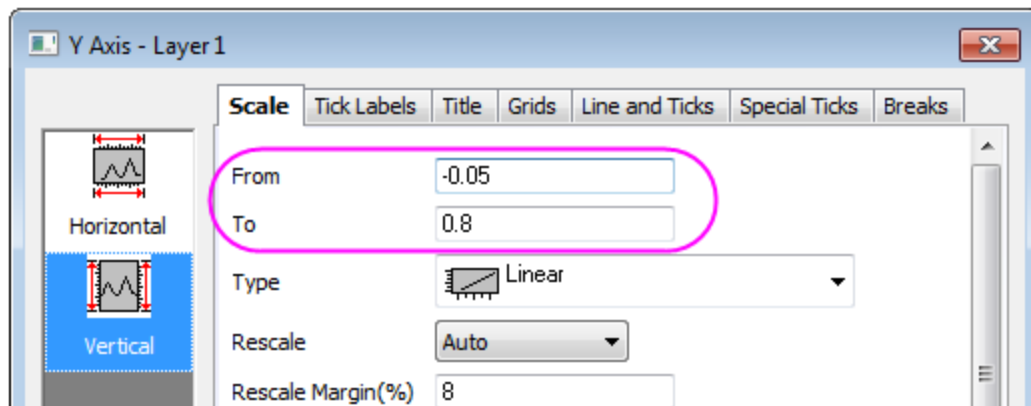 Y Axis - Layer 1
Scale Tick Labels Title Grids Line and Ticks Special Ticks Breaks
From -0.05
Horizontal
To 0.8
Type Linear
Vertical
Rescale Auto
Rescale Margin(%) 8